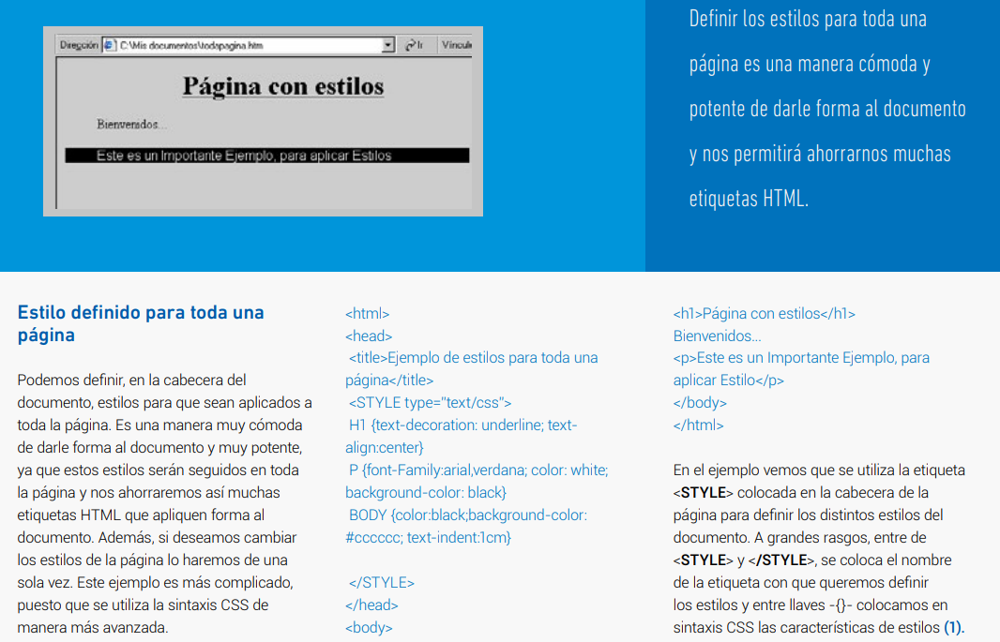 Dirección C:\Mis documentos\todapagina.htm Ir Víncul
Página con estilos
Bienvenidos...
Este es un Importante Ejemplo, para aplicar Estilos
Definir los estilos para toda una
página es una manera cómoda y
potente de darle forma al documento
y nos permitirá ahorrarnos muchas
etiquetas HTML.
Estilo definido para toda una
página
Podemos definir, en la cabecera del
documento, estilos para que sean aplicados a
toda la página. Es una manera muy cómoda
de darle forma al documento y muy potente,
ya que estos estilos serán seguidos en toda
la página y nos ahorraremos así muchas
etiquetas HTML que apliquen forma al
documento. Además, si deseamos cambiar
los estilos de la página lo haremos de una
sola vez. Este ejemplo es más complicado,
puesto que se utiliza la sintaxis CSS de
manera más avanzada.
<html>
<head>
<title>Ejemplo de estilos para toda una
página</title>
<STYLE type="text/css">
H1 {text-decoration: underline; text-
align:center}
P {font-Family:arial,verdana; color: white;
background-color: black}
BODY {color:black;background-color:
#cccccc; text-indent:1cm}
</STYLE>
</head>
<body>
<h1>Página con estilos</h1>
Bienvenidos...
<p>Este es un Importante Ejemplo, para
aplicar Estilo</p>
</body>
</html>
En el ejemplo vemos que se utiliza la etiqueta
<STYLE> colocada en la cabecera de la
página para definir los distintos estilos del
documento. A grandes rasgos, entre de
<STYLE> y </STYLE>, se coloca el nombre
de la etiqueta con que queremos definir
los estilos y entre llaves -{}- colocamos en
sintaxis CSS las características de estilos (1).